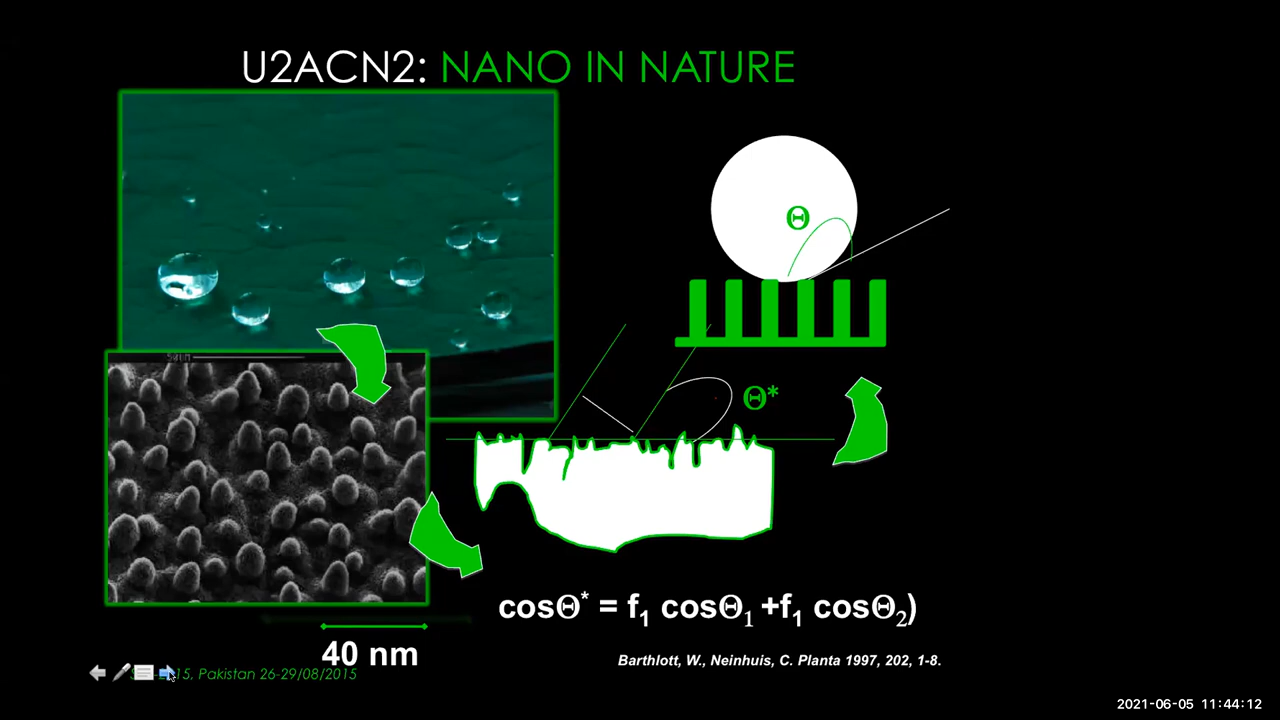 U2ACN2: NANO IN NATURE
Θ
Θ*
cosΘ* = f1 cosΘ1 +f1 cosΘ2)
40 nm
Barthlott, W., Neinhuis, C. Planta 1997, 202, 1-8.
15, Pakistan 26-29/08/2015
2021-06-05 11:44:12